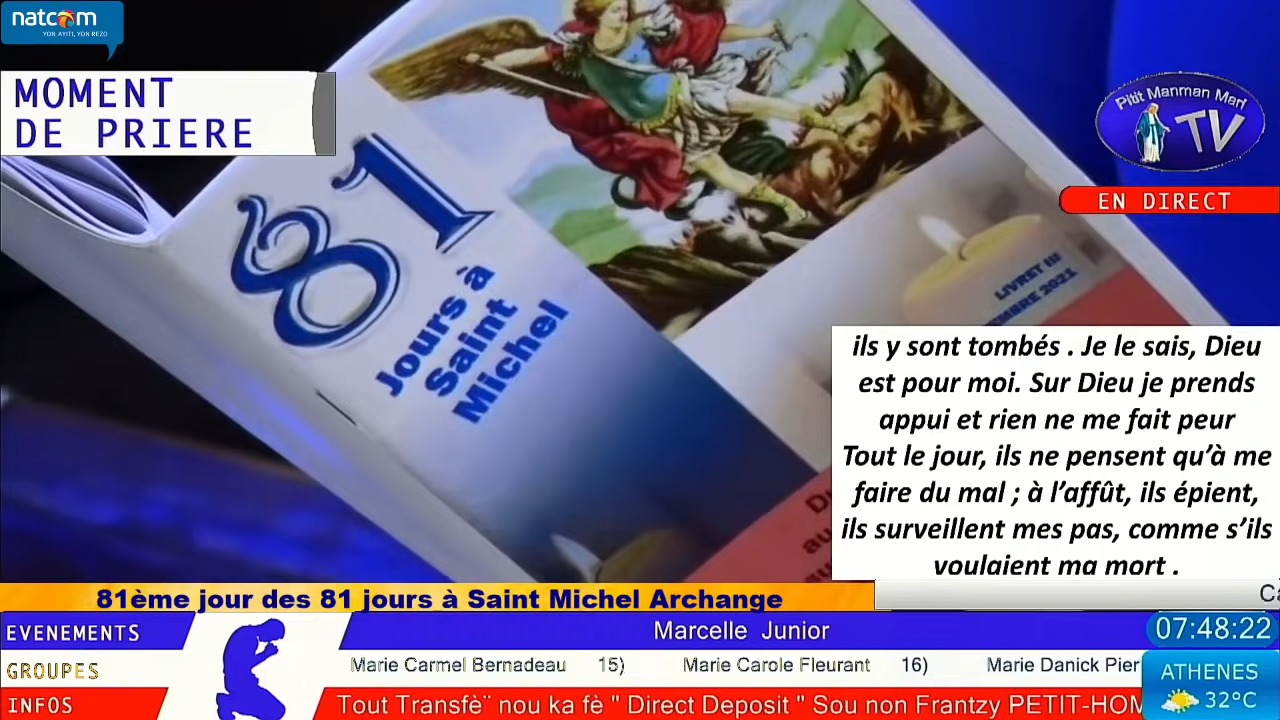 natcom
YON AYITI, YON REZO
MOMENT
DE PRIERE
Pitit Manman Mari
TV
EN DIRECT
81
Jours à
Saint
Michel
LIVRET III
MBRE 2021
ils y sont tombés . Je le sais, Dieu
est pour moi. Sur Dieu je prends
appui et rien ne me fait peur
Tout le jour, ils ne pensent qu’à me
faire du mal ; à l’affût, ils épient,
ils surveillent mes pas, comme s’ils
voulaient ma mort .
81ème jour des 81 jours à Saint Michel Archange
EVENEMENTS
Marcelle Junior
07:48:22
GROUPES
Marie Carmel Bernadeau 15) Marie Carole Fleurant 16) Marie Danick Pier
ATHENES
32°C
INFOS
Tout Transfè¨ nou ka fè " Direct Deposit " Sou non Frantzy PETIT-HOM